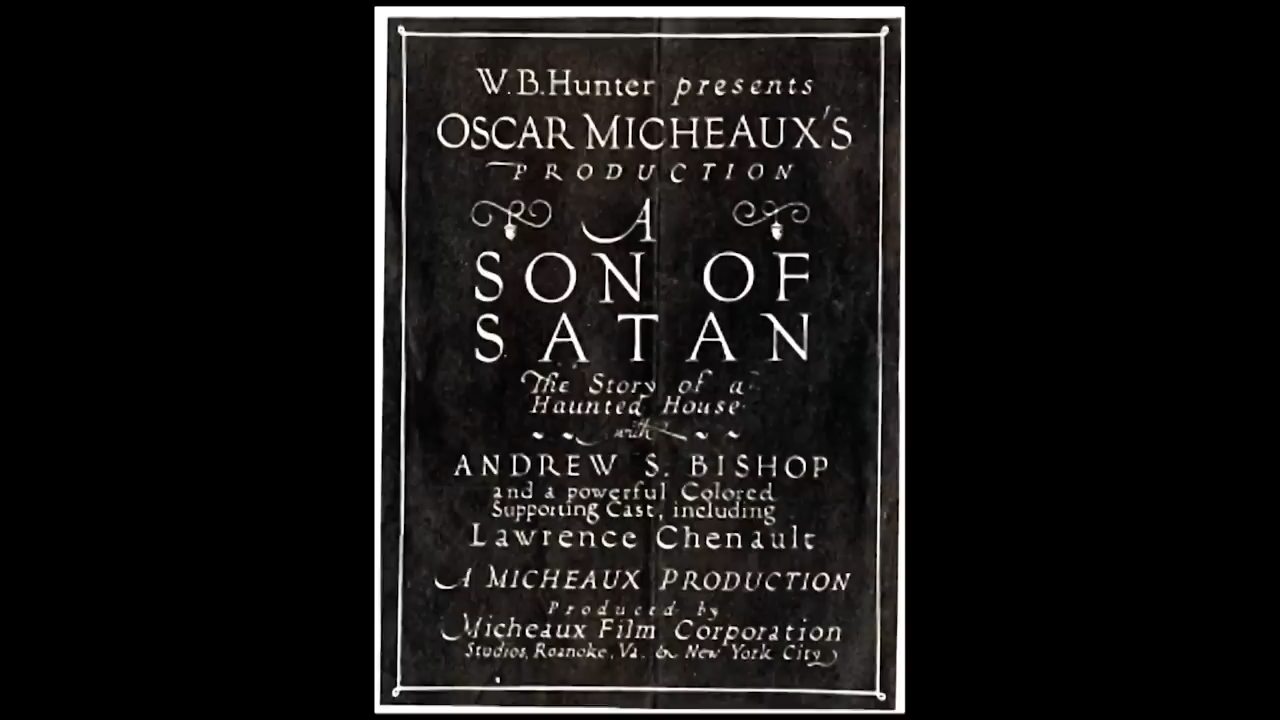 W.B.Hunter presents
OSCAR MICHEAUX'S
PRODUCTION
A
SON OF
SATAN
The Story of a
Haunted House
with
ANDREW S. BISHOP
and a powerful Colored
Supporting Cast, including
Lawrence Chenault
A MICHEAUX PRODUCTION
Produced by
Micheaux Film Corporation
Studios, Roanoke, Va. & New York City